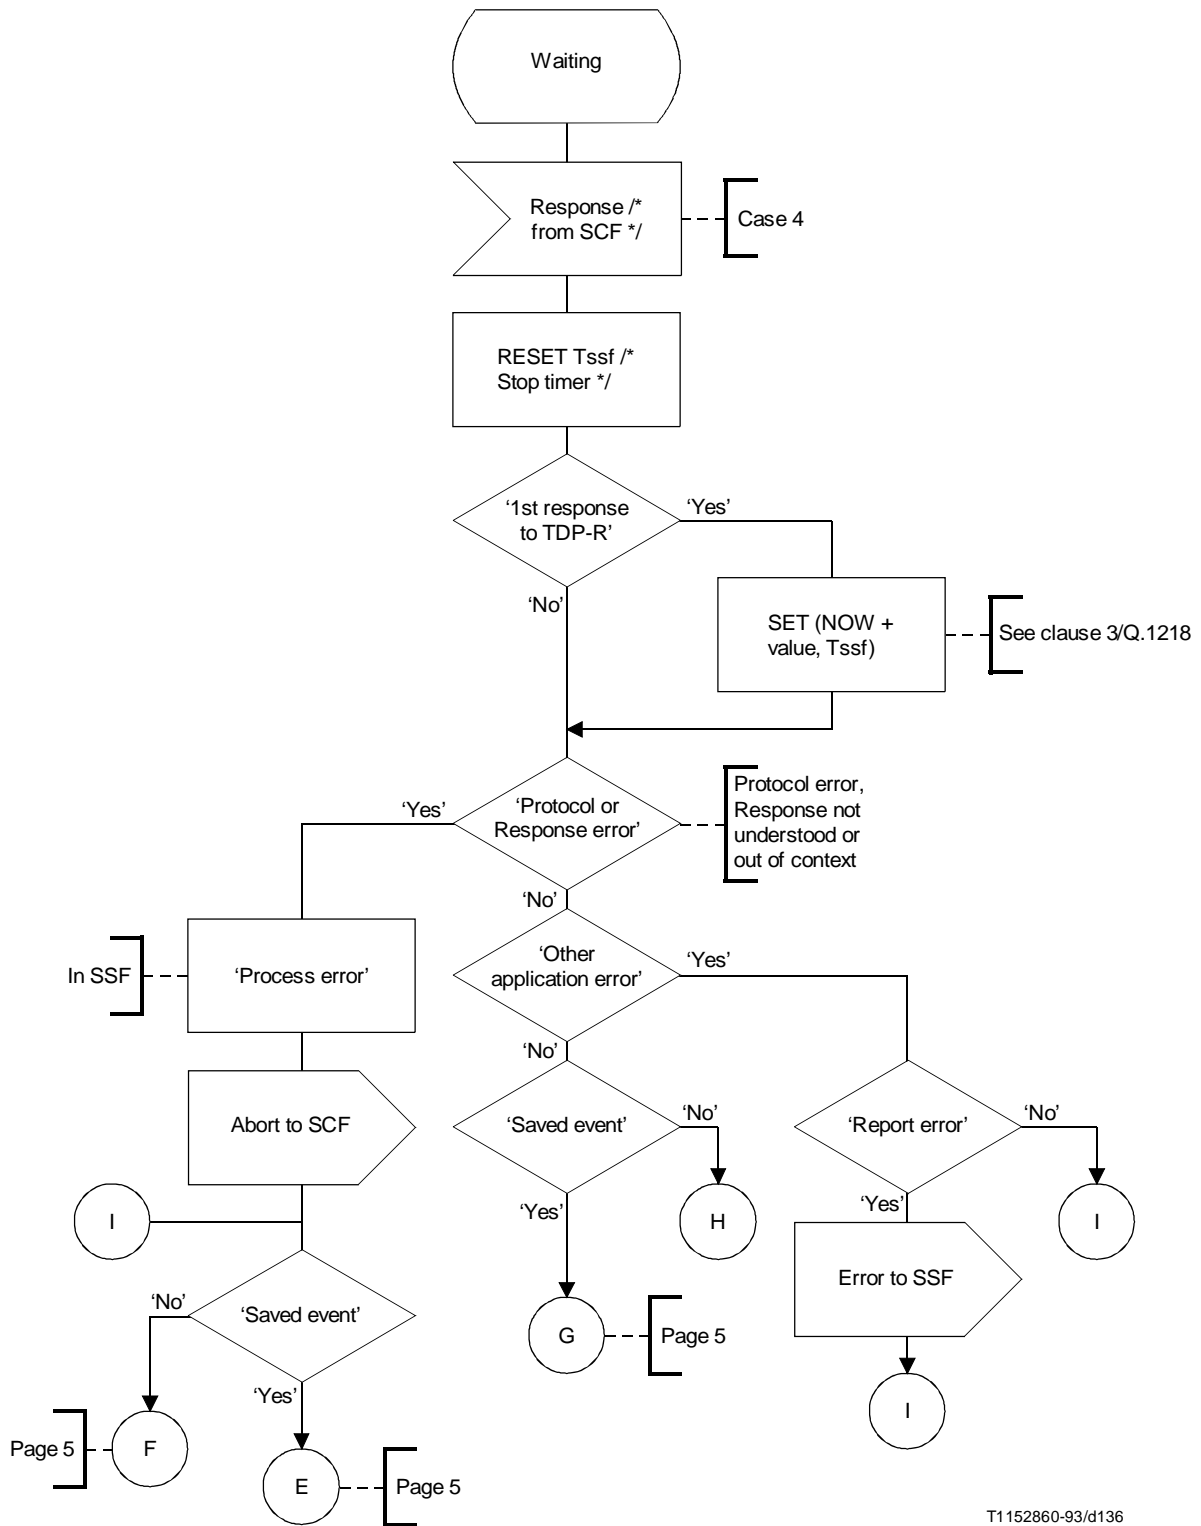 Waiting
Response /*
from SCF */
Case 4
RESET Tssf /*
Stop timer */
‘1st response
to TDP-R’
‘Yes’
‘No’
SET (NOW +
value, Tssf)
See clause 3/Q.1218
‘Protocol or
Response error’
‘Yes’
Protocol error,
Response not
understood or
out of context
‘No’
In SSF
‘Process error’
‘Other
application error’
‘Yes’
‘No’
Abort to SCF
‘Saved event’
‘No’
‘Report error’
‘No’
I
‘Yes’
H
‘Yes’
I
Error to SSF
‘Saved event’
‘No’
G
Page 5
‘Yes’
I
Page 5
F
E
Page 5
T1152860-93/d136